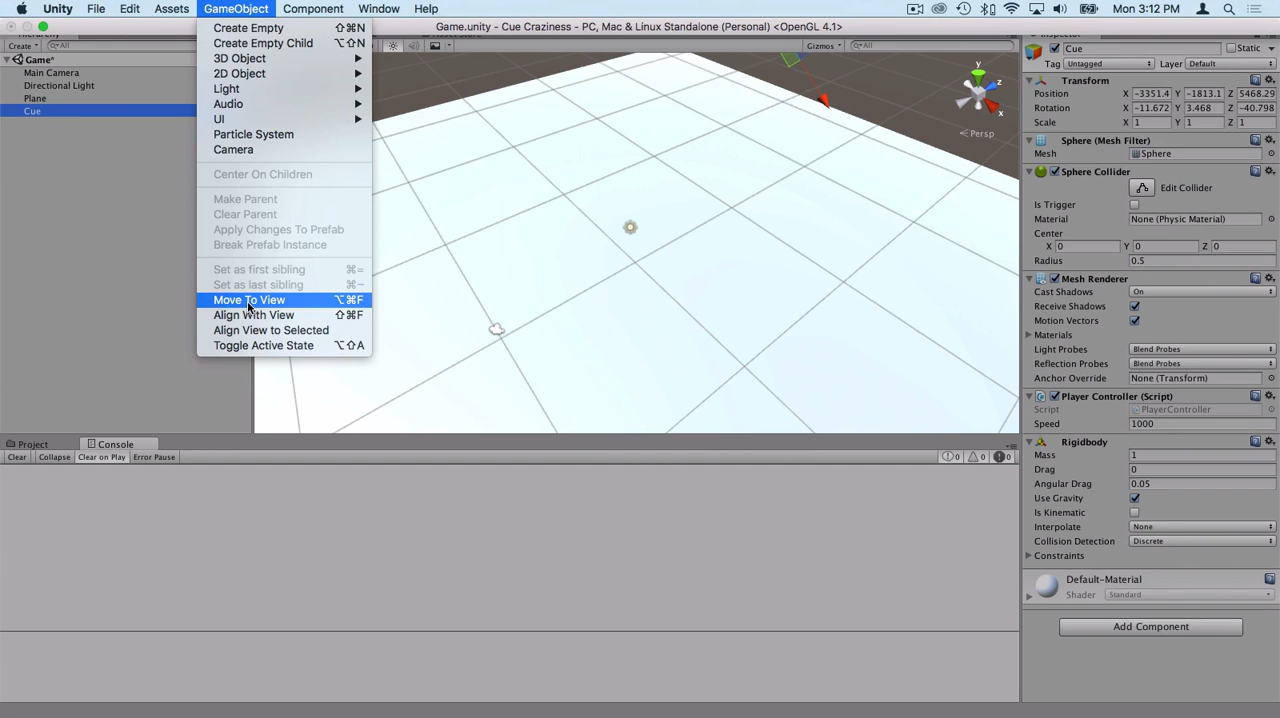 Unity File Edit Assets GameObject Component Window Help Mon 3:12 PM
Game.unity - Cue Craziness - PC, Mac & Linux Standalone (Personal) <OpenGL 4.1>
Create All
Game*
Main Camera
Directional Light
Plane
Cue
Create Empty ⇧⌘N
Create Empty Child ⌥⇧N
3D Object
2D Object
Light
Audio
UI
Particle System
Camera
Center On Children
Make Parent
Clear Parent
Apply Changes To Prefab
Break Prefab Instance
Set as first sibling ⌘=
Set as last sibling ⌘-
Move To View ⌥⌘F
Align With View ⇧⌘F
Align View to Selected
Toggle Active State ⌥⇧A
Gizmos All
y
z
x
Persp
Inspector
Cue Static
Tag Untagged Layer Default
Transform
Position X -3351.4 Y -1813.1 Z 5468.29
Rotation X -11.672 Y 3.468 Z -40.798
Scale X 1 Y 1 Z 1
Sphere (Mesh Filter)
Mesh Sphere
Sphere Collider
Edit Collider
Is Trigger
Material None (Physic Material)
Center
X 0 Y 0 Z 0
Radius 0.5
Mesh Renderer
Cast Shadows On
Receive Shadows
Motion Vectors
Materials
Light Probes Blend Probes
Reflection Probes Blend Probes
Anchor Override None (Transform)
Player Controller (Script)
Script PlayerController
Speed 1000
Rigidbody
Mass 1
Drag 0
Angular Drag 0.05
Use Gravity
Is Kinematic
Interpolate None
Collision Detection Discrete
Constraints
Default-Material
Shader Standard
Add Component
Project Console
Clear Collapse Clear on Play Error Pause 0 0 0